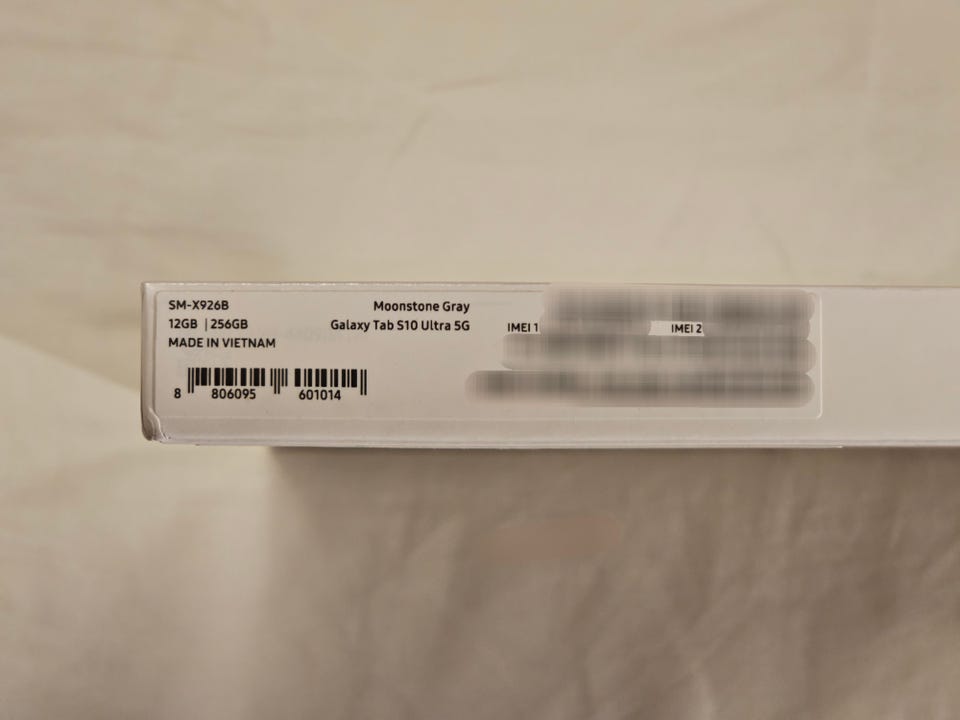 SM-X926B
12GB | 256GB
MADE IN VIETNAM
8 806095 601014
Moonstone Gray
Galaxy Tab S10 Ultra 5G
IMEI 1
IMEI 2